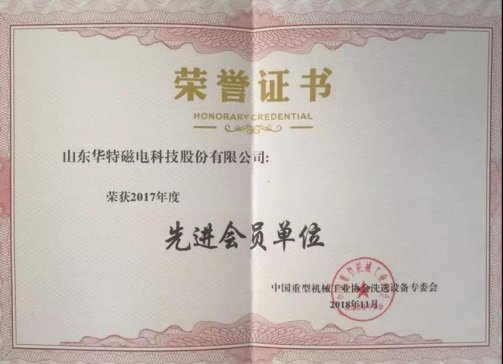 荣誉证书
HONORARY CREDENTIAL
山东华特磁电科技股份有限公司:
荣获2017年度
先进会员单位
中国重型机械工业协会洗选设备专委会
2018年11月